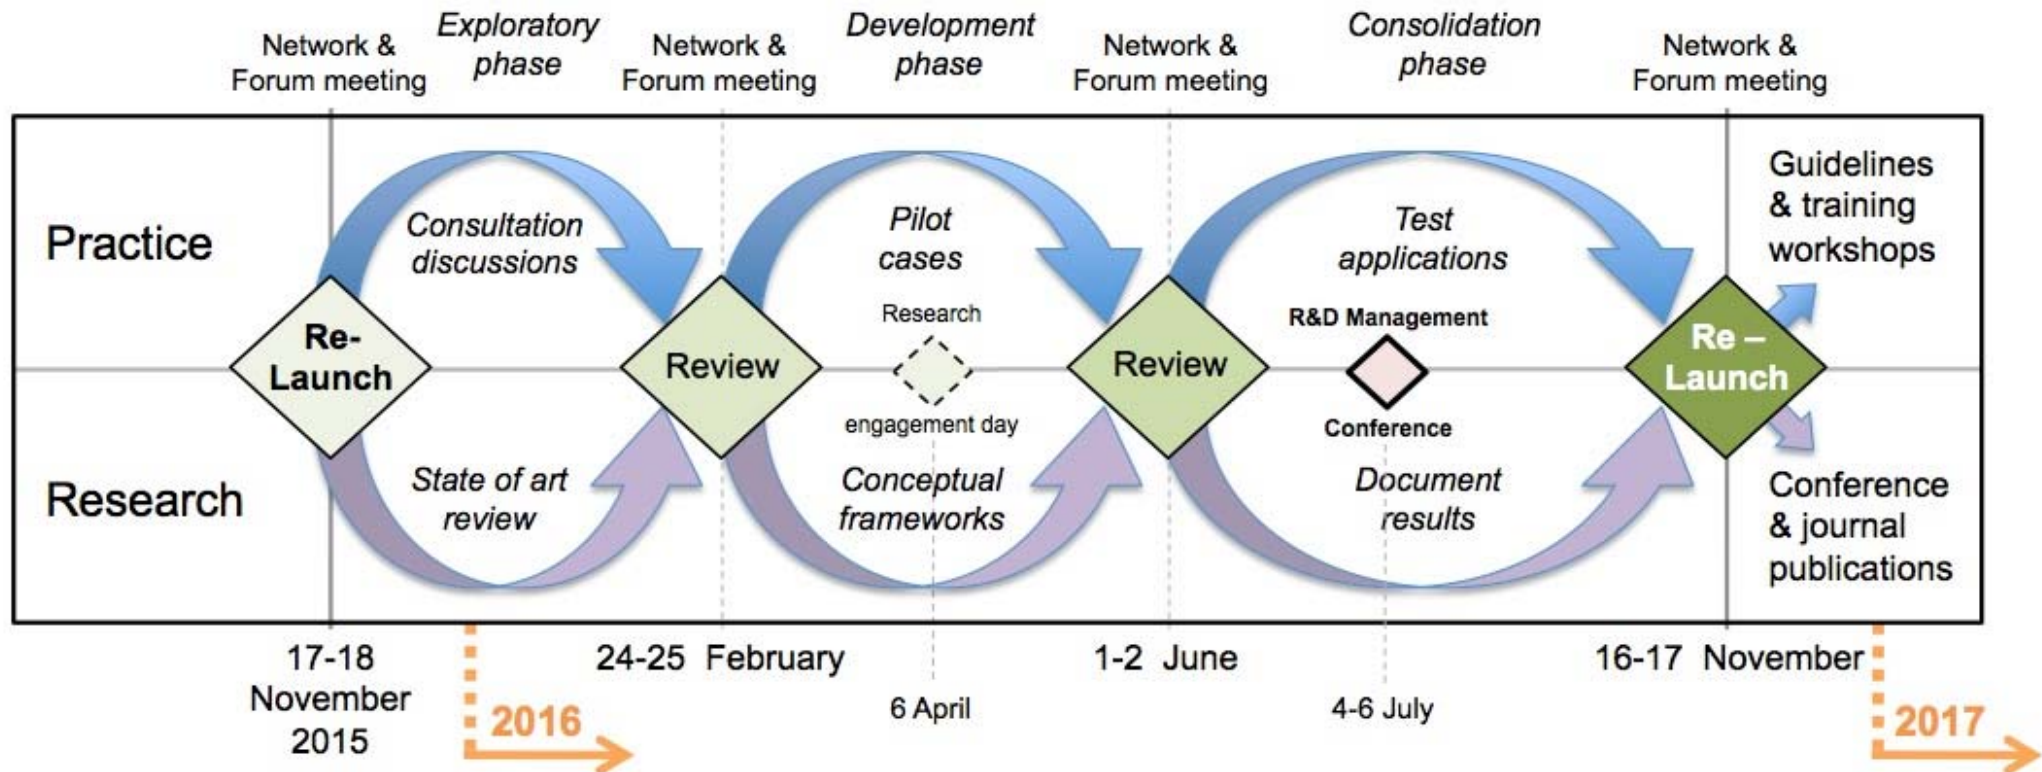 Network &
Forum meeting
Exploratory
phase
Network &
Forum meeting
Development
phase
Network &
Forum meeting
Consolidation
phase
Network &
Forum meeting
Practice
Consultation
discussions
Pilot
cases
Test
applications
Guidelines
& training
workshops
Re-
Launch
Review
Research
engagement day
Review
R&D Management
Conference
Re –
Launch
Research
State of art
review
Conceptual
frameworks
Document
results
Conference
& journal
publications
17-18
November
2015
24-25 February
1-2 June
16-17 November
6 April
4-6 July
2016
2017